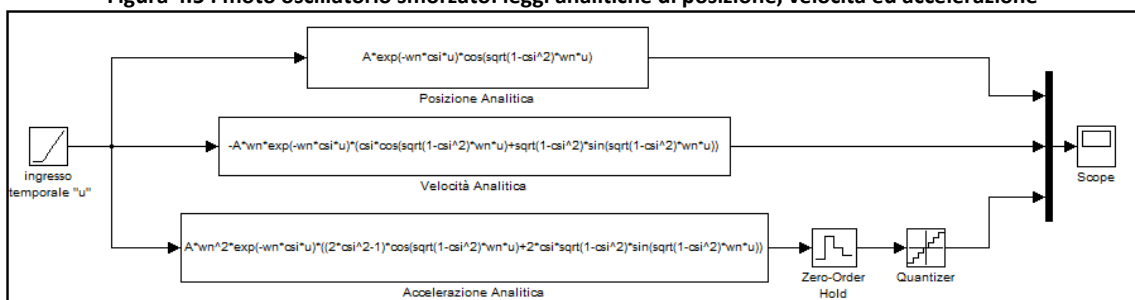 Figura 4.3 : moto oscillatorio smorzato: leggi analitiche di posizione, velocità ed accelerazione
A*exp(-wn*csi*u)*cos(sqrt(1-csi^2)*wn*u)
Posizione Analitica
-A*wn*exp(-wn*csi*u)*(csi*cos(sqrt(1-csi^2)*wn*u)+sqrt(1-csi^2)*sin(sqrt(1-csi^2)*wn*u))
Velocità Analitica
ingresso
temporale "u"
Scope
A*wn^2*exp(-wn*csi*u)*((2*csi^2-1)*cos(sqrt(1-csi^2)*wn*u)+2*csi*sqrt(1-csi^2)*sin(sqrt(1-csi^2)*wn*u))
Accelerazione Analitica
Zero-Order
Hold
Quantizer